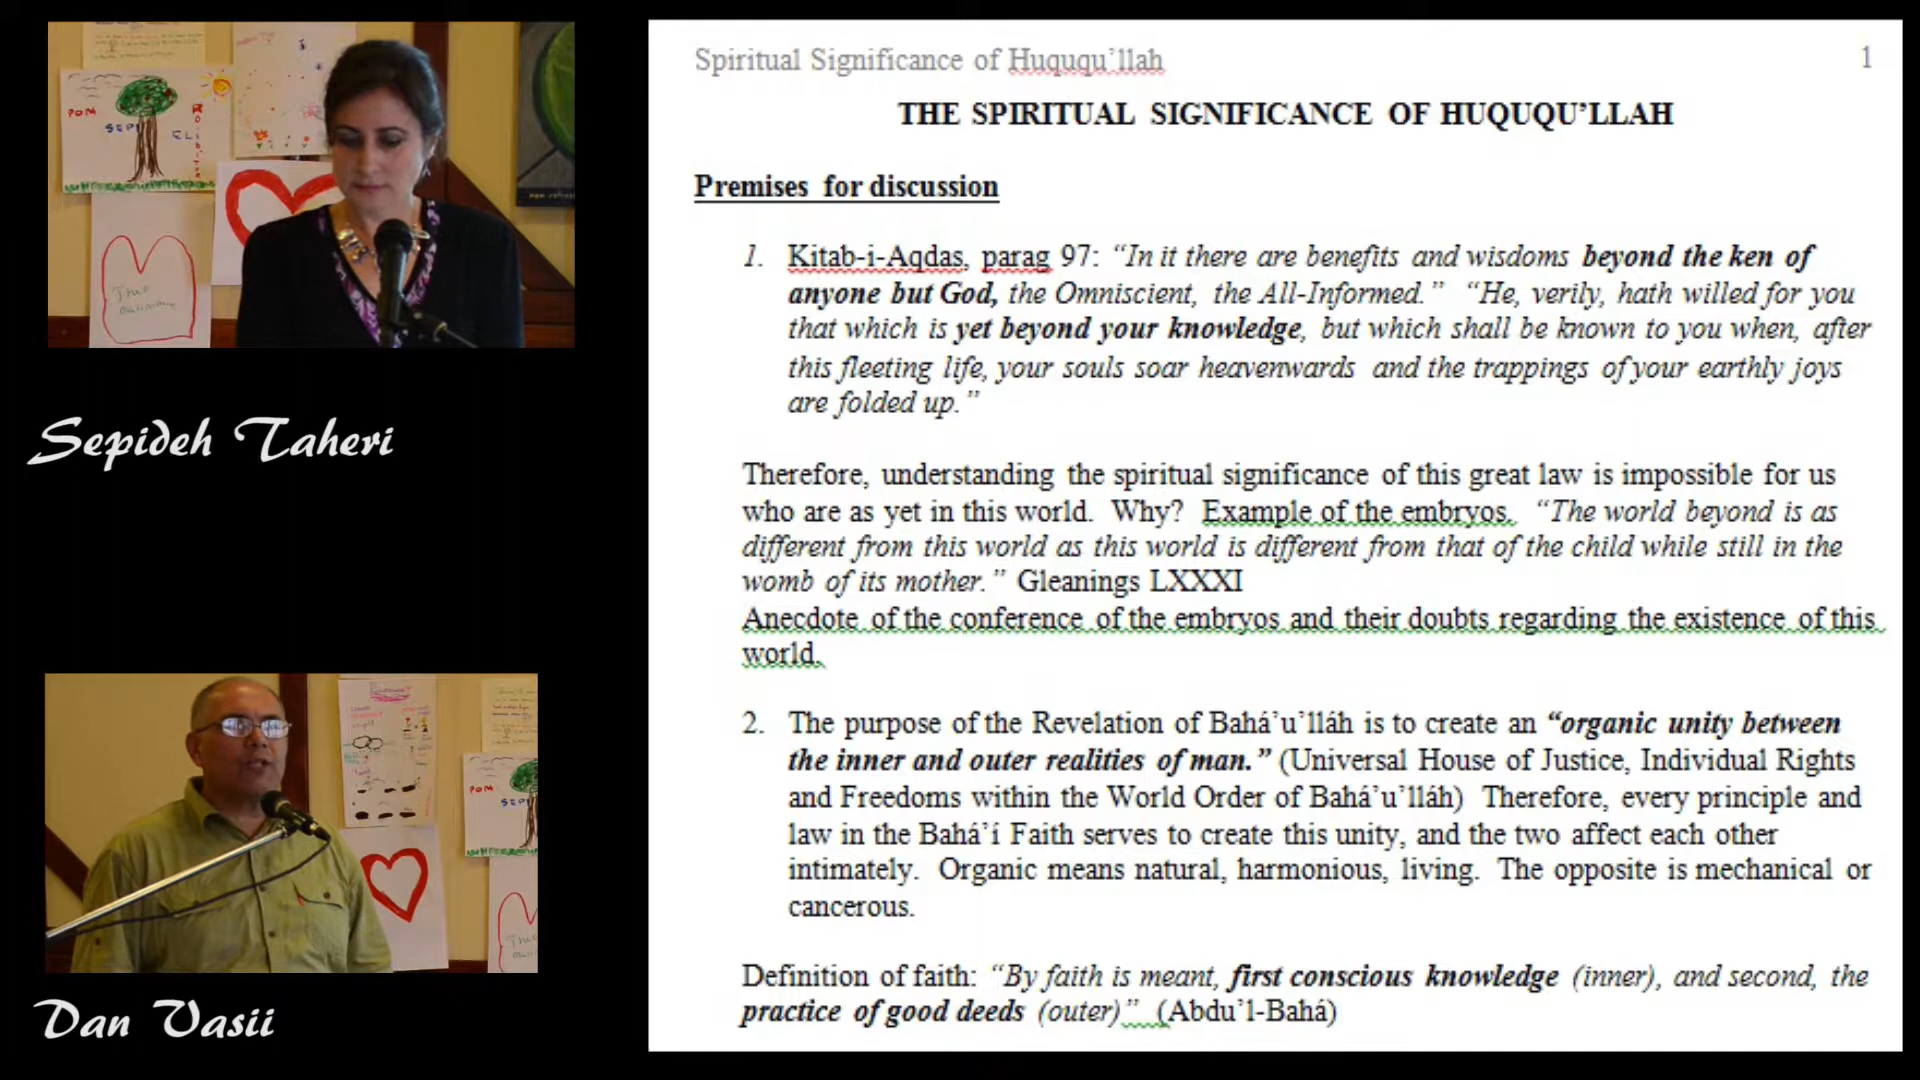 POM
SEPI
EL
Sepideh Taheri
POM
SEPI
Dan Vasii
Spiritual Significance of Huququ’llah
1
THE SPIRITUAL SIGNIFICANCE OF HUQUQU’LLAH
Premises for discussion
1. Kitab-i-Aqdas, parag 97: “In it there are benefits and wisdoms beyond the ken of
anyone but God, the Omniscient, the All-Informed.” “He, verily, hath willed for you
that which is yet beyond your knowledge, but which shall be known to you when, after
this fleeting life, your souls soar heavenwards and the trappings of your earthly joys
are folded up.”
Therefore, understanding the spiritual significance of this great law is impossible for us
who are as yet in this world. Why? Example of the embryos. “The world beyond is as
different from this world as this world is different from that of the child while still in the
womb of its mother.” Gleanings LXXXI
Anecdote of the conference of the embryos and their doubts regarding the existence of this
world.
2. The purpose of the Revelation of Bahá’u’lláh is to create an “organic unity between
the inner and outer realities of man.” (Universal House of Justice, Individual Rights
and Freedoms within the World Order of Bahá’u’lláh) Therefore, every principle and
law in the Bahá’í Faith serves to create this unity, and the two affect each other
intimately. Organic means natural, harmonious, living. The opposite is mechanical or
cancerous.
Definition of faith: “By faith is meant, first conscious knowledge (inner), and second, the
practice of good deeds (outer)” (Abdu’l-Bahá)